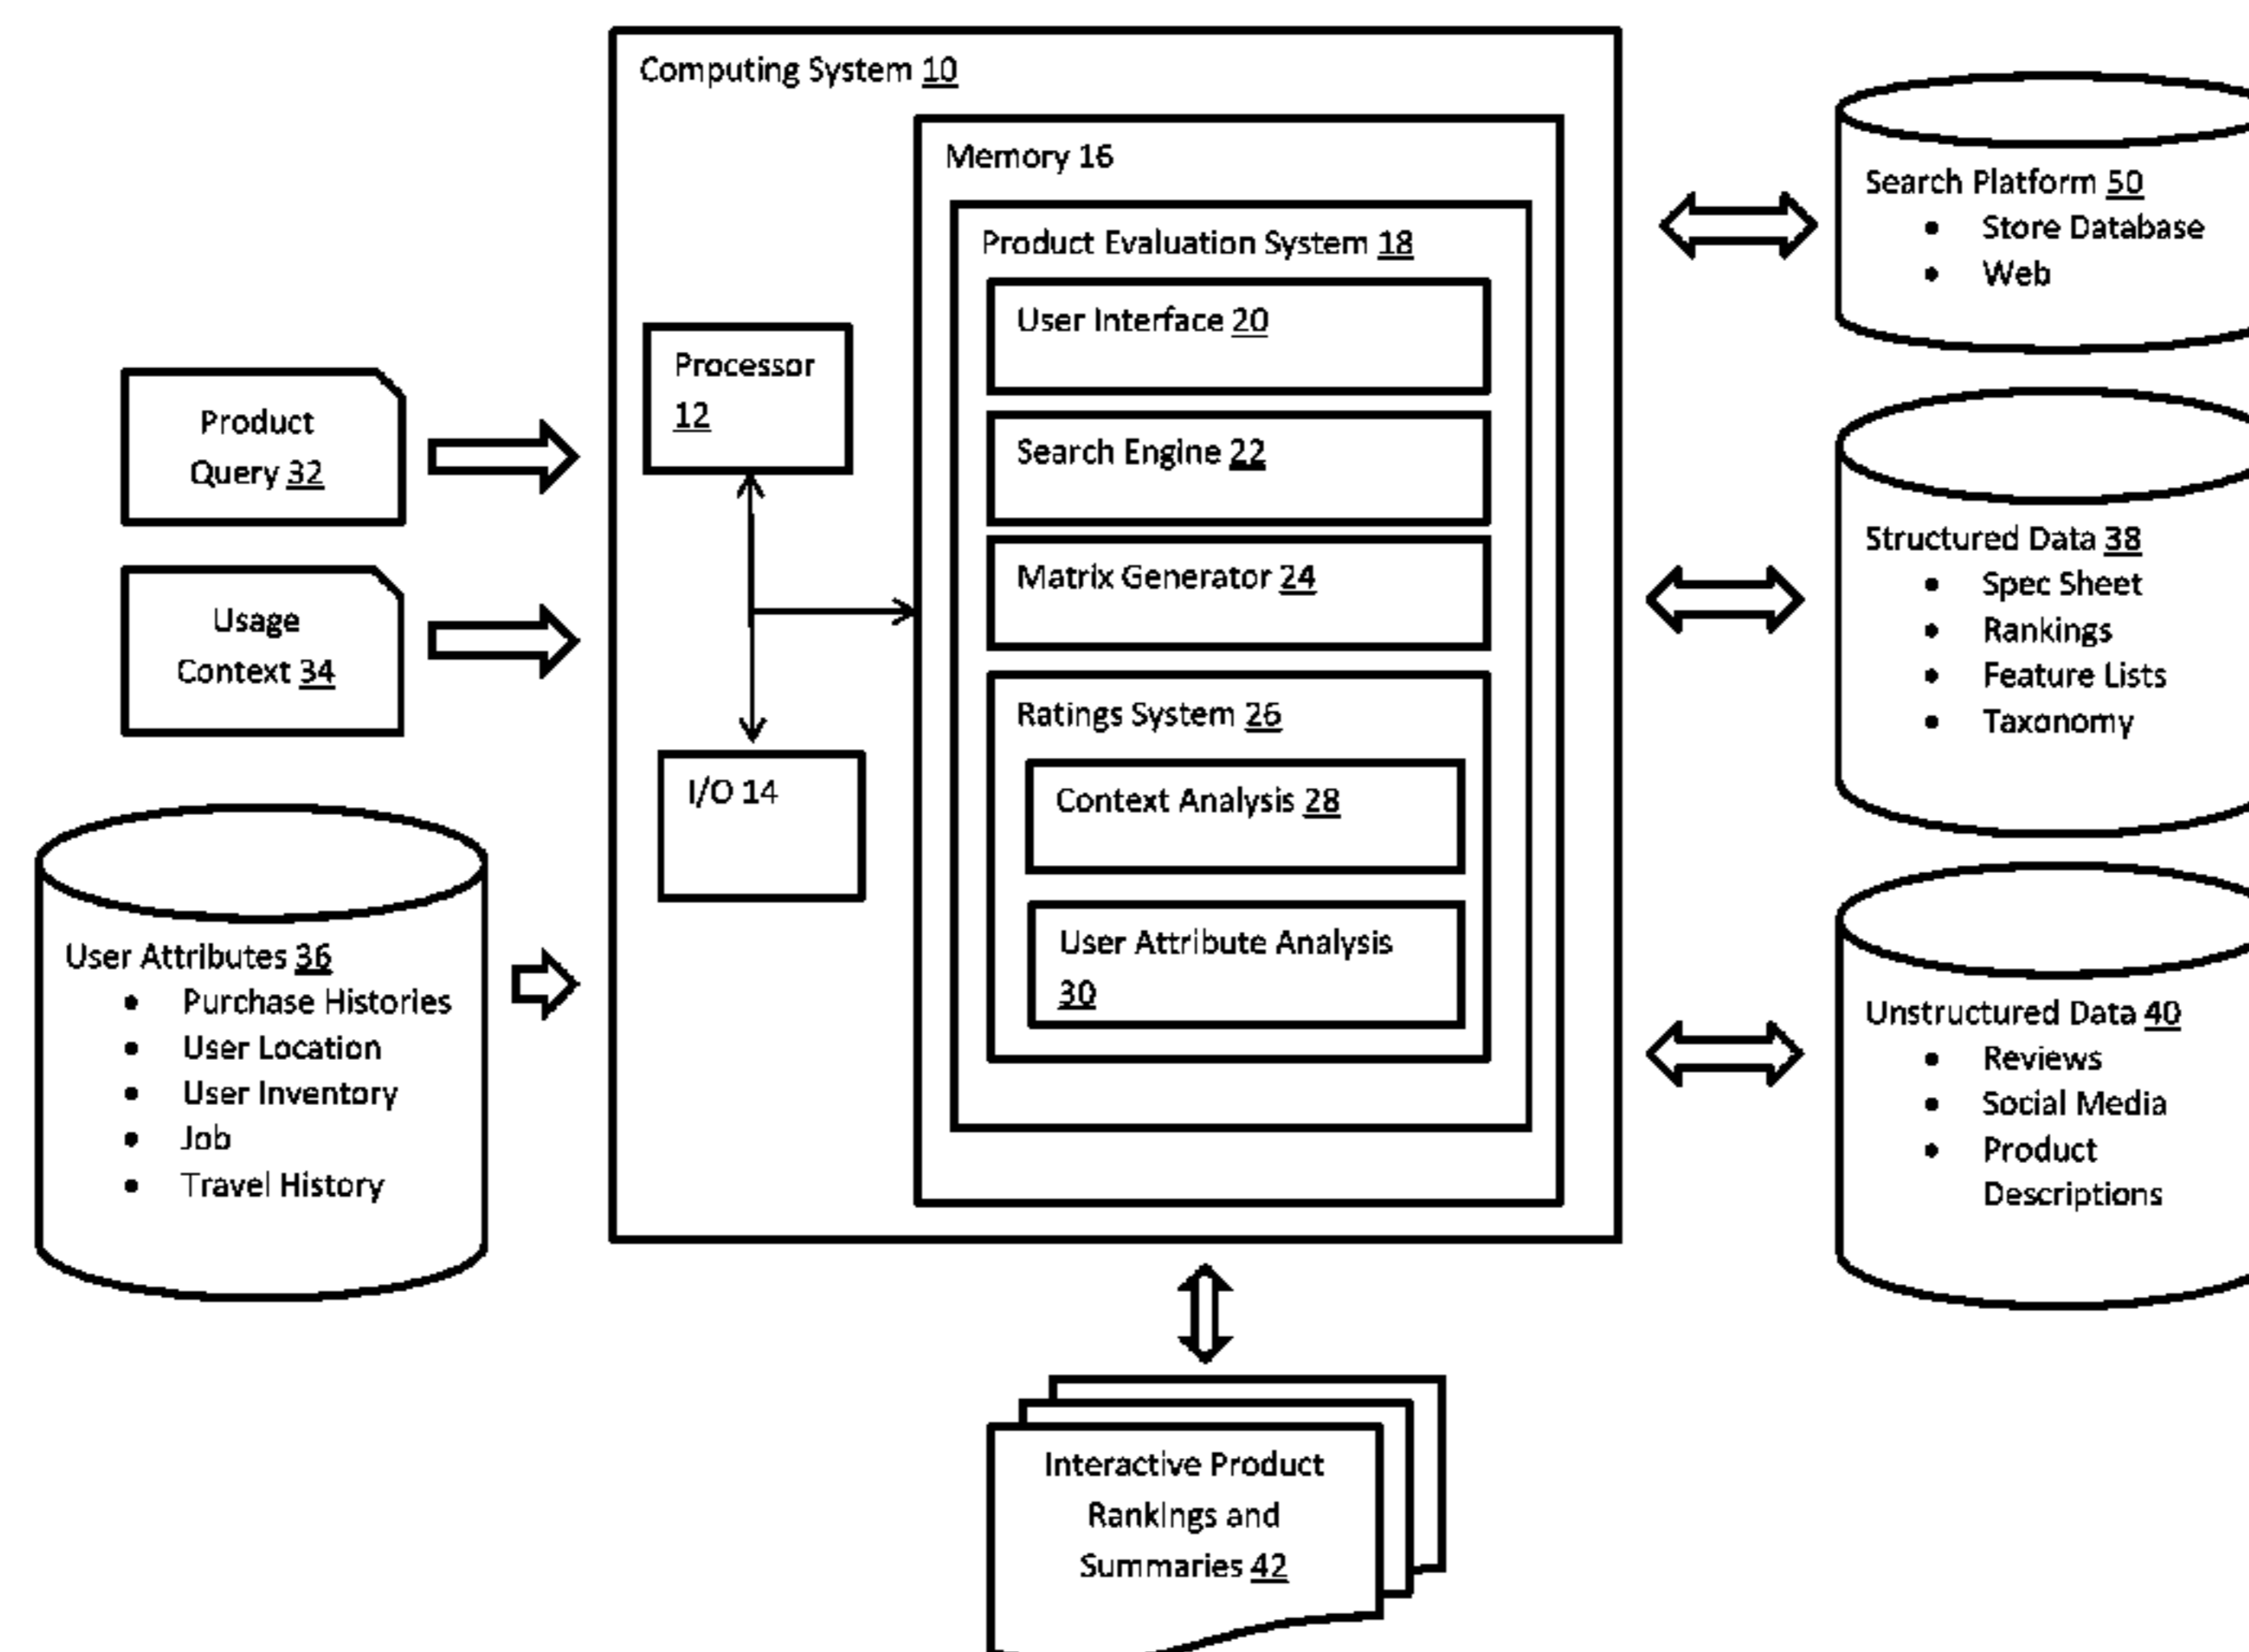 Computing System 10
Memory 16
Product Evaluation System 18
User Interface 20
Search Engine 22
Matrix Generator 24
Ratings System 26
Context Analysis 28
User Attribute Analysis
30
Processor
12
I/O 14
Product
Query 32
Usage
Context 34
User Attributes 36
• Purchase Histories
• User Location
• User Inventory
• Job
• Travel History
Search Platform 50
• Store Database
• Web
Structured Data 38
• Spec Sheet
• Rankings
• Feature Lists
• Taxonomy
Unstructured Data 40
• Reviews
• Social Media
• Product
Descriptions
Interactive Product
Rankings and
Summaries 42